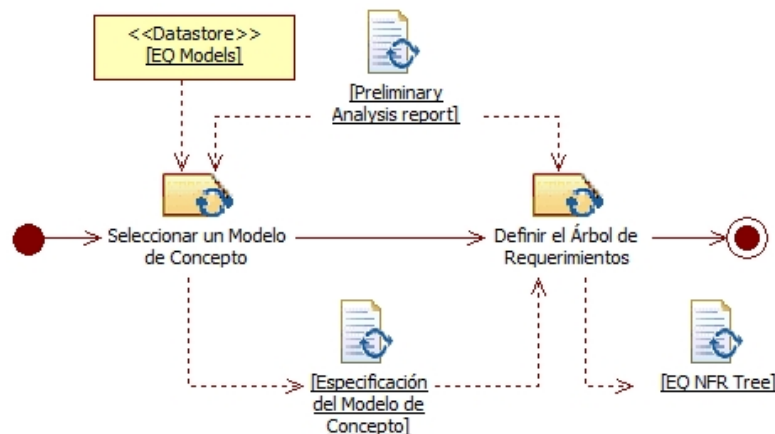 <<Datastore>>
[EQ Models]
[Preliminary
Analysis report]
Seleccionar un Modelo
de Concepto
Definir el Árbol de
Requerimientos
[Especificación
del Modelo de
Concepto]
[EQ NFR Tree]